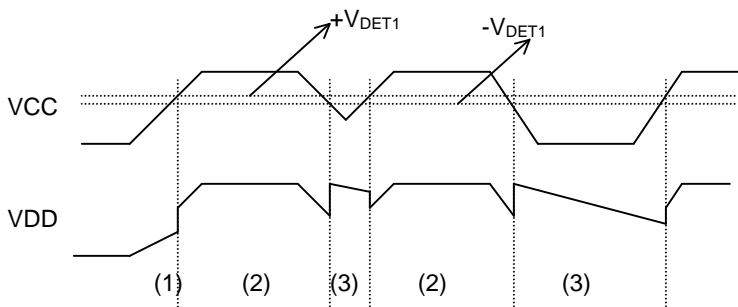 +VDET1
-VDET1
VCC
VDD
(1) (2) (3) (2) (3)